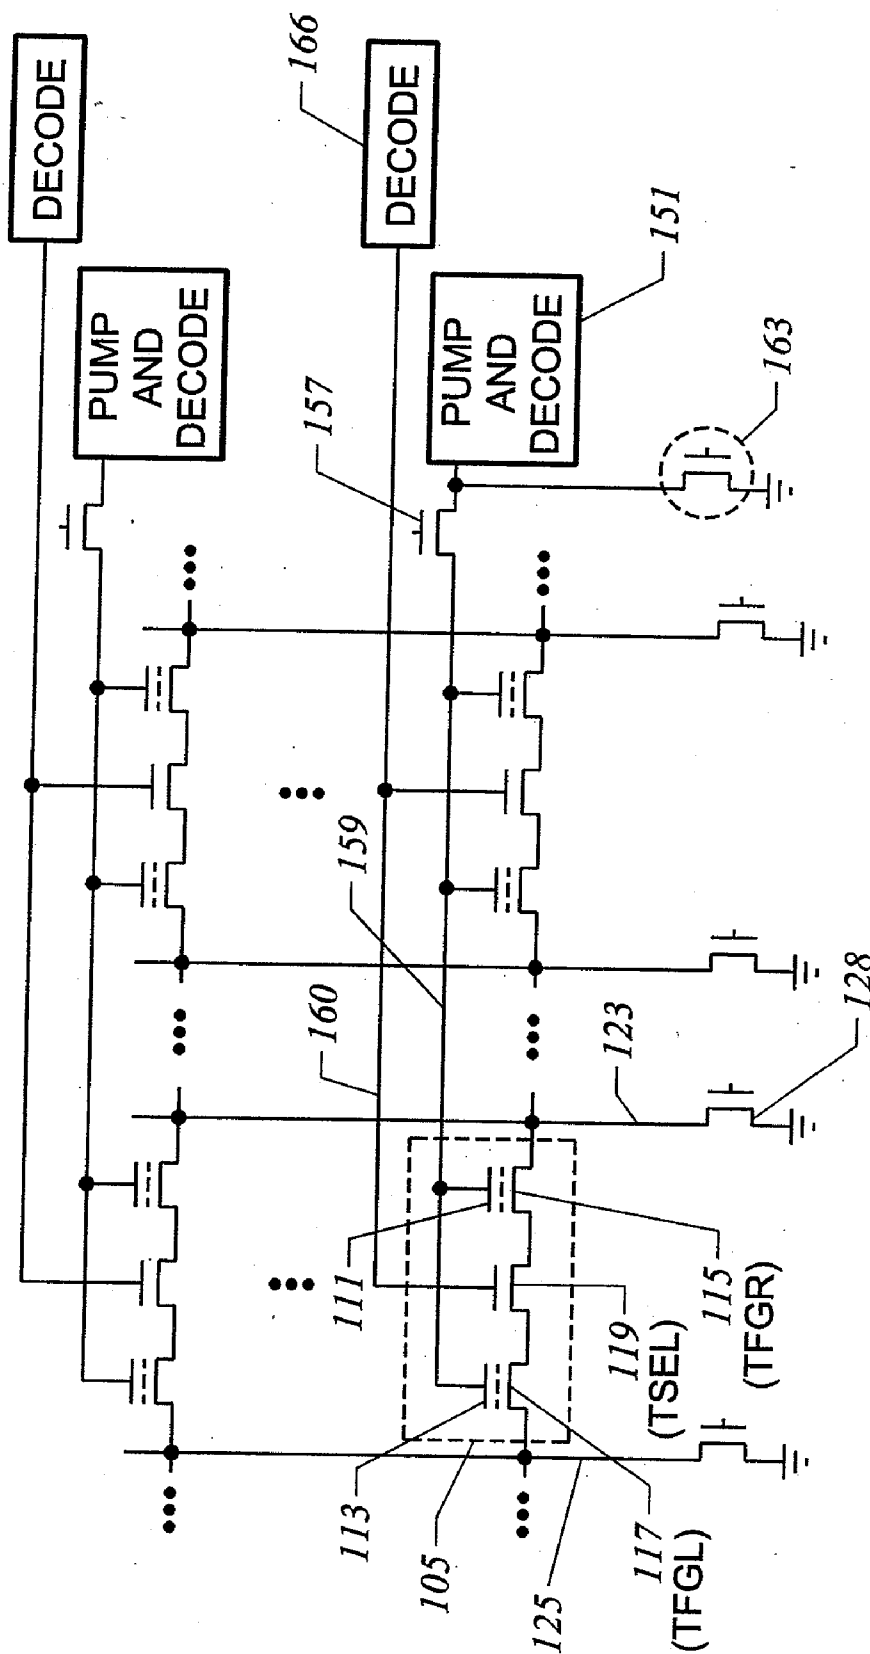 DECODE
166
DECODE
PUMP
AND
DECODE
157
PUMP
AND
DECODE
151
163
159
160
123
128
111
115
(TFGR)
119
(TSEL)
113
105
117
(TFGL)
125